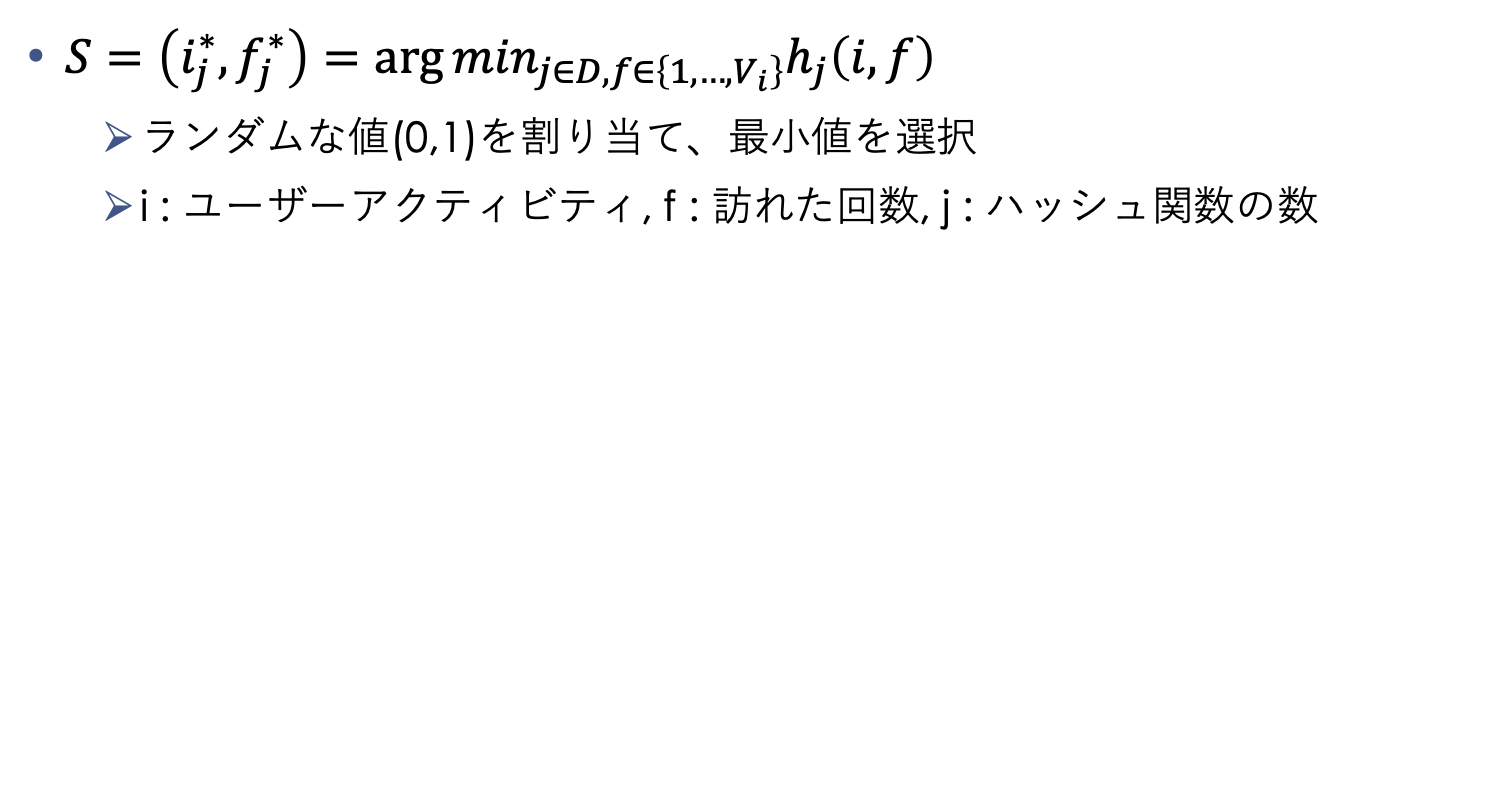 • S = (i_j^*, f_j^*) = arg min_{j∈D,f∈{1,…,V_i}} h_j(i, f)
➢ ランダムな値(0,1)を割り当て、最小値を選択
➢ i : ユーザーアクティビティ, f : 訪れた回数, j : ハッシュ関数の数